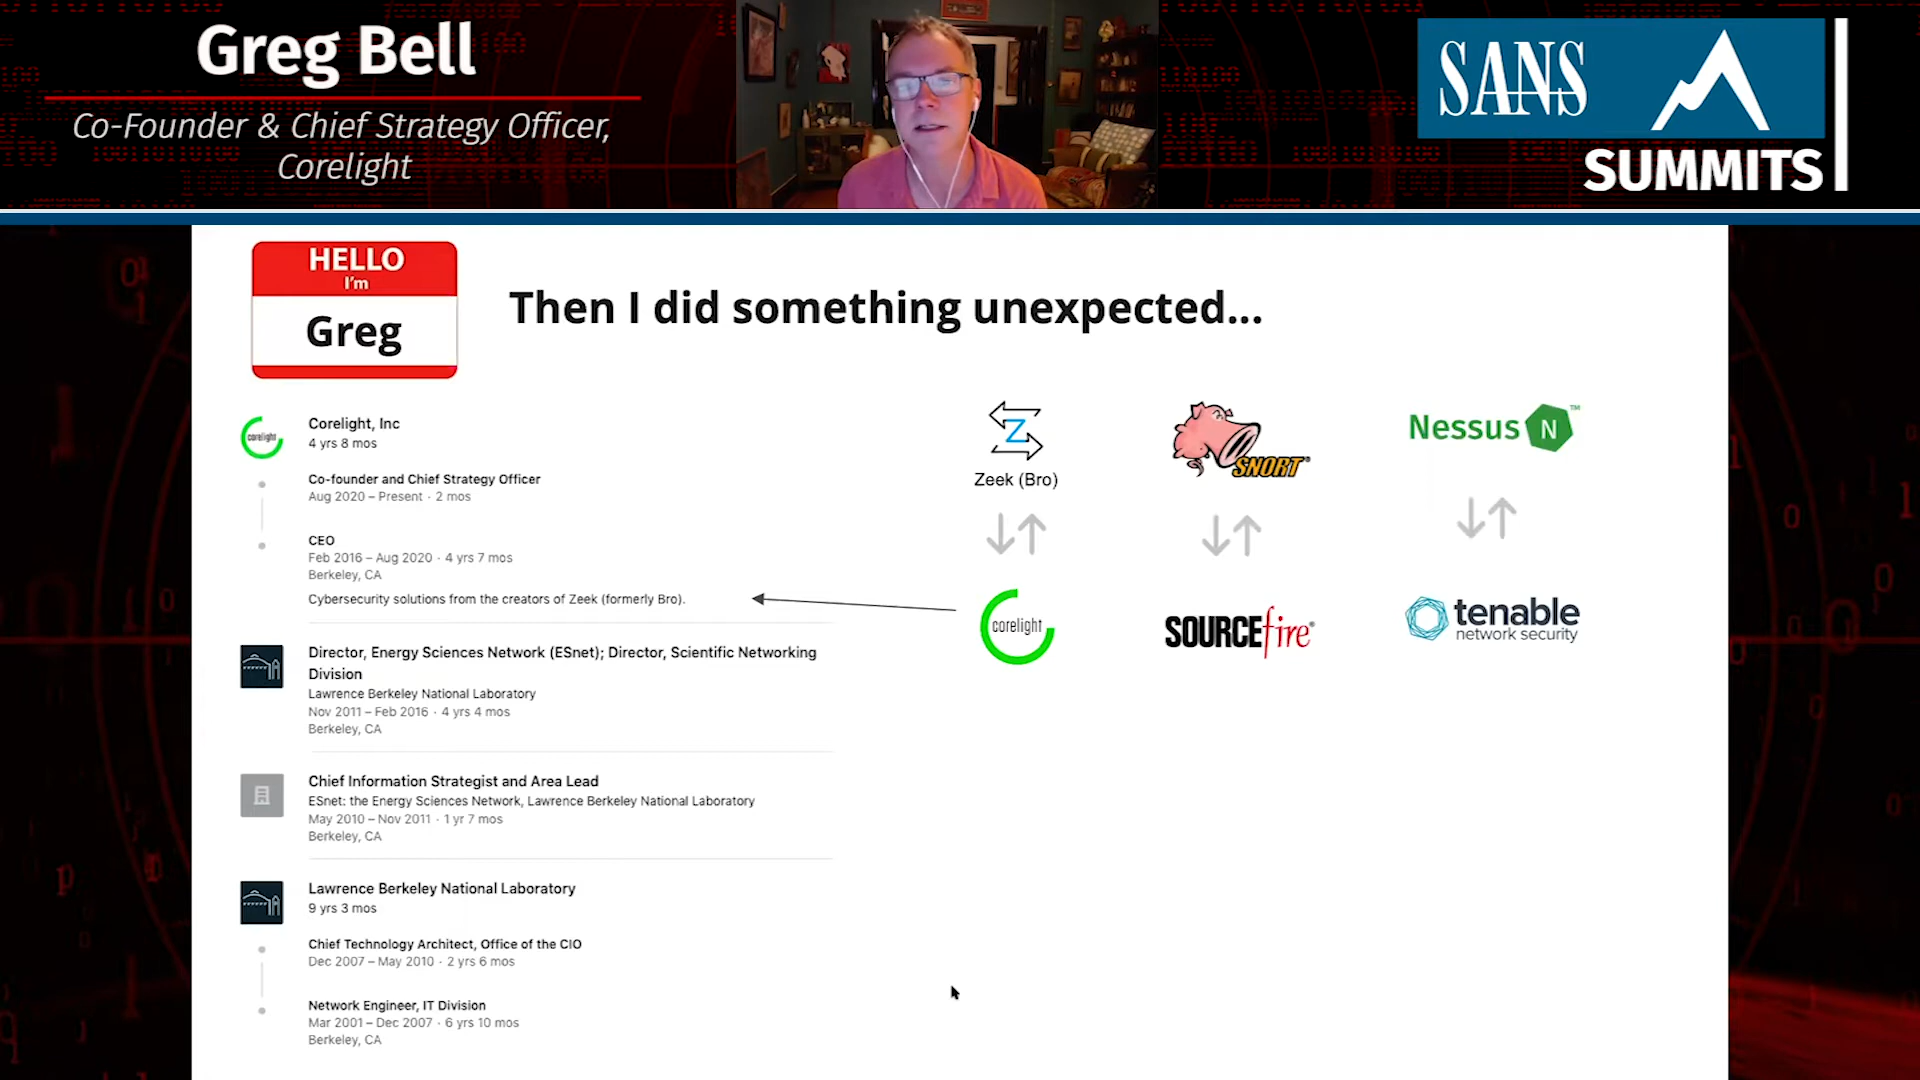 Greg Bell
Co-Founder & Chief Strategy Officer,
Corelight
SANS
SUMMITS
HELLO
I'm
Greg
Then I did something unexpected...
corelight
Corelight, Inc
4 yrs 8 mos
Co-founder and Chief Strategy Officer
Aug 2020 – Present · 2 mos
CEO
Feb 2016 – Aug 2020 · 4 yrs 7 mos
Berkeley, CA
Cybersecurity solutions from the creators of Zeek (formerly Bro).
Director, Energy Sciences Network (ESnet); Director, Scientific Networking
Division
Lawrence Berkeley National Laboratory
Nov 2011 – Feb 2016 · 4 yrs 4 mos
Berkeley, CA
Chief Information Strategist and Area Lead
ESnet: the Energy Sciences Network, Lawrence Berkeley National Laboratory
May 2010 – Nov 2011 · 1 yr 7 mos
Berkeley, CA
Lawrence Berkeley National Laboratory
9 yrs 3 mos
Chief Technology Architect, Office of the CIO
Dec 2007 – May 2010 · 2 yrs 6 mos
Network Engineer, IT Division
Mar 2001 – Dec 2007 · 6 yrs 10 mos
Berkeley, CA
Z
Zeek (Bro)
SNORT®
Nessus N™
corelight
SOURCEfire®
tenable
network security